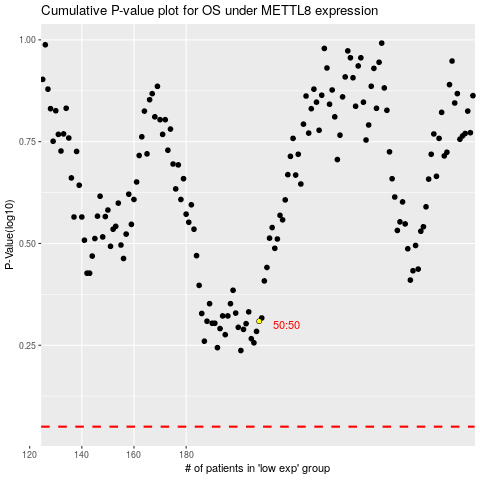 Cumulative P-value plot for OS under METTL8 expression
P-Value(log10)
1.00
0.75
0.50
0.25
50:50
120 140 160 180
# of patients in 'low exp' group